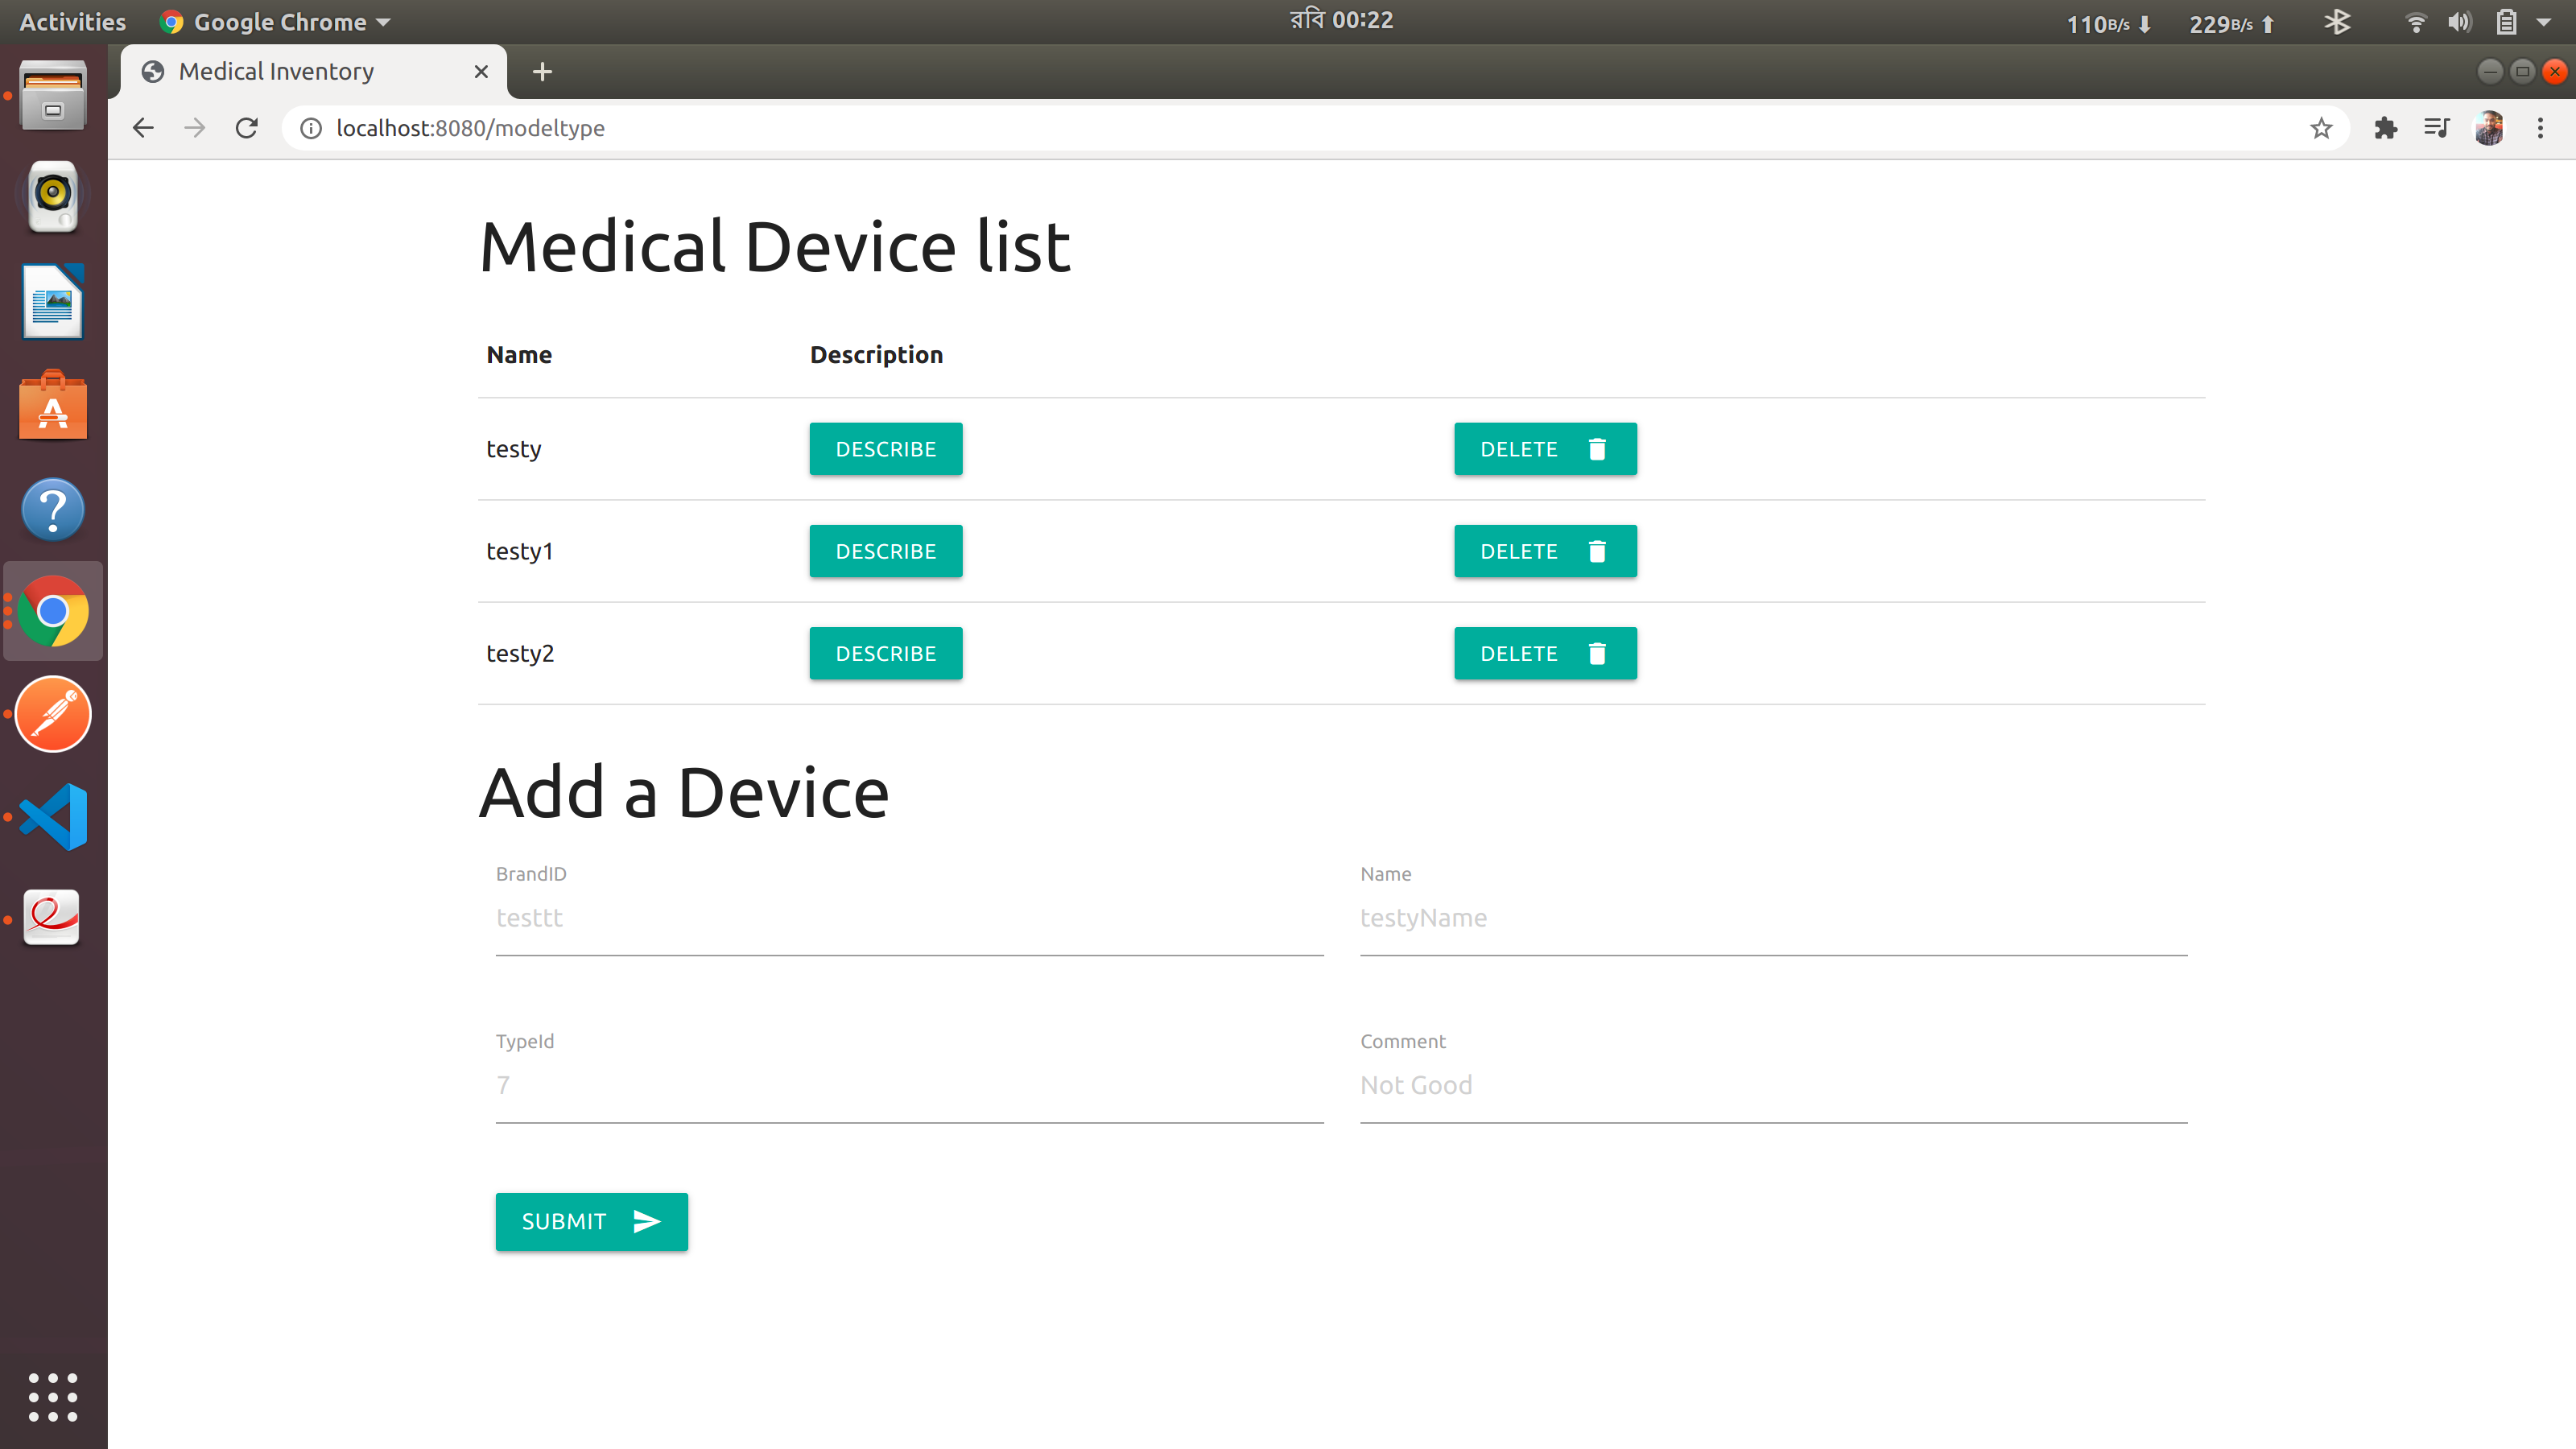 Activities Google Chrome রবি 00:22 110B/s 229B/s
Medical Inventory
localhost:8080/modeltype
Medical Device list
Name Description
testy DESCRIBE DELETE
testy1 DESCRIBE DELETE
testy2 DESCRIBE DELETE
Add a Device
BrandID Name
testtt testyName
TypeId Comment
7 Not Good
SUBMIT